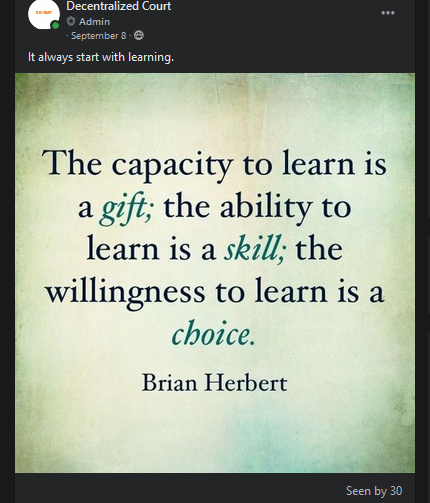 Decentralized Court
Admin
· September 8 ·
It always start with learning.
The capacity to learn is
a gift; the ability to
learn is a skill; the
willingness to learn is a
choice.
Brian Herbert
Seen by 30